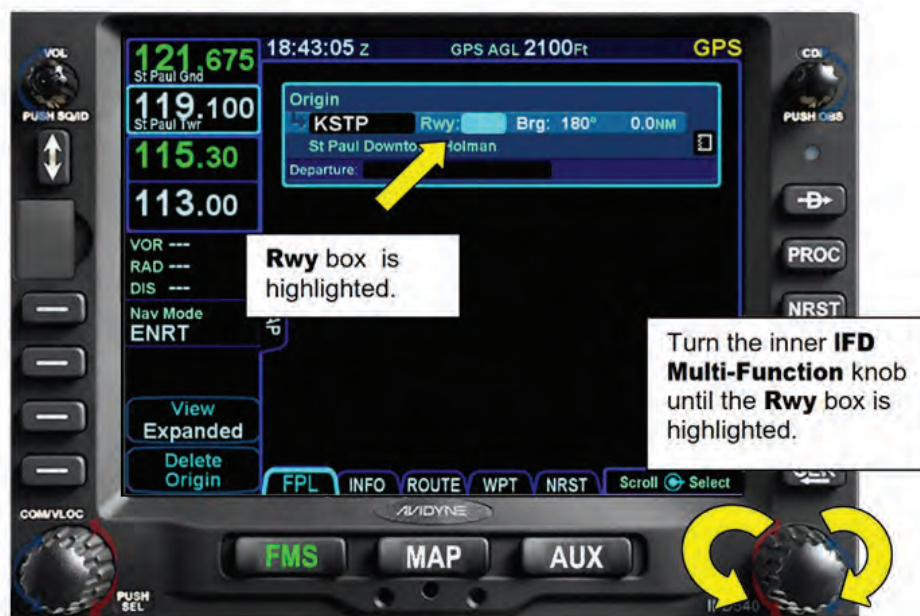 VOL
PUSH SQ/ID
121.675
St Paul Gnd
119.100
St Paul Twr
115.30
113.00
VOR ---
RAD ---
DIS ---
Nav Mode
ENRT
View
Expanded
Delete
Origin
COM/VLOC
PUSH
SEL
18:43:05 Z GPS AGL 2100Ft GPS
Origin
KSTP Rwy: Brg: 180° 0.0NM
St Paul Downto Holman
Departure:
Rwy box is
highlighted.
FPL INFO ROUTE WPT NRST Scroll Select
AVIDYNE
FMS MAP AUX
CDI
PUSH OBS
D
PROC
NRST
Turn the inner IFD
Multi-Function knob
until the Rwy box is
highlighted.